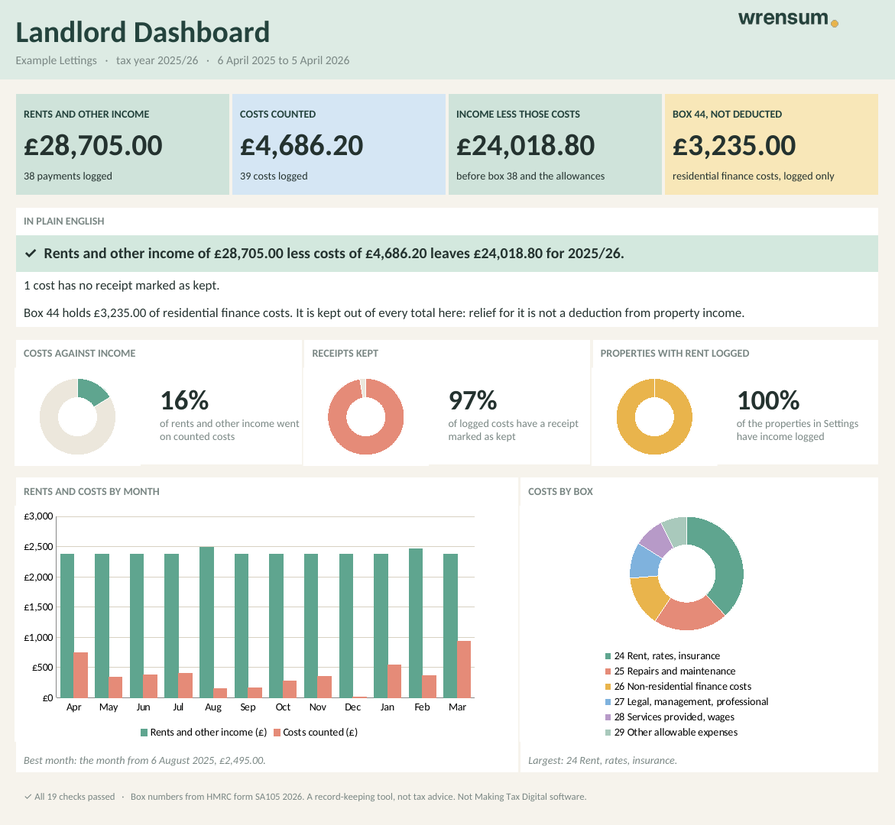 Landlord Dashboard
wrensum
Example Lettings · tax year 2025/26 · 6 April 2025 to 5 April 2026
RENTS AND OTHER INCOME
£28,705.00
38 payments logged
COSTS COUNTED
£4,686.20
39 costs logged
INCOME LESS THOSE COSTS
£24,018.80
before box 38 and the allowances
BOX 44, NOT DEDUCTED
£3,235.00
residential finance costs, logged only
IN PLAIN ENGLISH
✓ Rents and other income of £28,705.00 less costs of £4,686.20 leaves £24,018.80 for 2025/26.
1 cost has no receipt marked as kept.
Box 44 holds £3,235.00 of residential finance costs. It is kept out of every total here: relief for it is not a deduction from property income.
COSTS AGAINST INCOME
16%
of rents and other income went
on counted costs
RECEIPTS KEPT
97%
of logged costs have a receipt
marked as kept
PROPERTIES WITH RENT LOGGED
100%
of the properties in Settings
have income logged
RENTS AND COSTS BY MONTH
£3,000
£2,500
£2,000
£1,500
£1,000
£500
£0
Apr May Jun Jul Aug Sep Oct Nov Dec Jan Feb Mar
Rents and other income (£) Costs counted (£)
Best month: the month from 6 August 2025, £2,495.00.
COSTS BY BOX
24 Rent, rates, insurance
25 Repairs and maintenance
26 Non-residential finance costs
27 Legal, management, professional
28 Services provided, wages
29 Other allowable expenses
Largest: 24 Rent, rates, insurance.
✓ All 19 checks passed · Box numbers from HMRC form SA105 2026. A record-keeping tool, not tax advice. Not Making Tax Digital software.